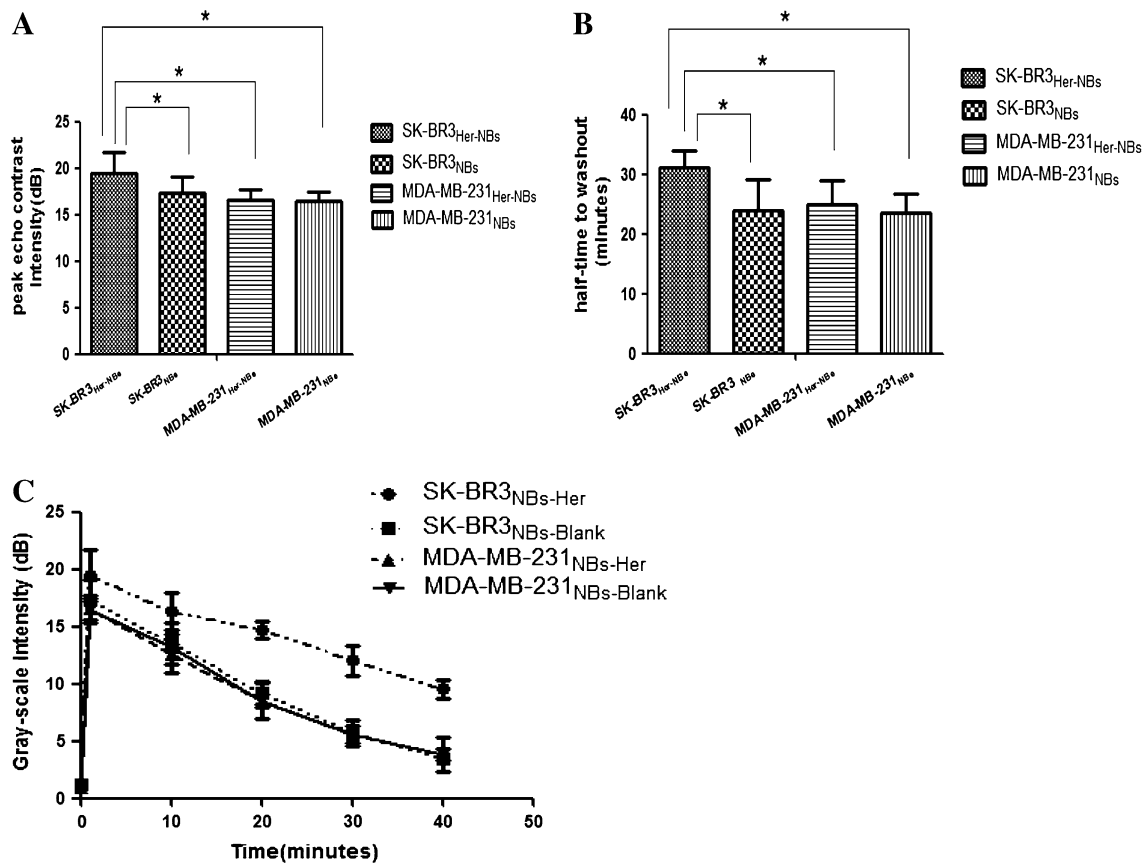 A
*
*
*
peak echo contrast
Intensity(dB)
25
20
15
10
5
0
SK-BR3Her-NBs
SK-BR3NBs
MDA-MB-231Her-NBs
MDA-MB-231NBs
SK-BR3Her-NBs
SK-BR3NBs
MDA-MB-231Her-NBs
MDA-MB-231NBs
B
*
*
*
half-time to washout
(minutes)
40
30
20
10
0
SK-BR3Her-NBs
SK-BR3NBs
MDA-MB-231Her-NBs
MDA-MB-231NBs
SK-BR3Her-NBs
SK-BR3 NBs
MDA-MB-231Her-NBs
MDA-MB-231NBs
C
SK-BR3NBs-Her
SK-BR3NBs-Blank
MDA-MB-231NBs-Her
MDA-MB-231NBs-Blank
Gray-scale Intensity (dB)
25
20
15
10
5
0
0 10 20 30 40 50
Time(minutes)